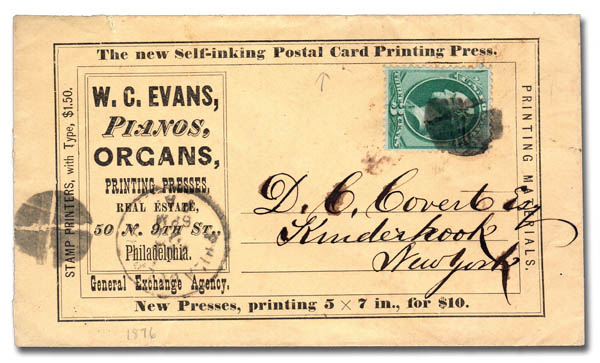 The new Self-inking Postal Card Printing Press.
STAMP PRINTERS, with Type, $1.50.
W. C. EVANS,
PIANOS,
ORGANS,
PRINTING PRESSES,
REAL ESTATE,
50 N. 9TH ST.,
Philadelphia.
General Exchange Agency.
PRINTING MATERIALS.
D. C. Covert Esq
Kinderhook
New York
New Presses, printing 5 × 7 in., for $10.
1876